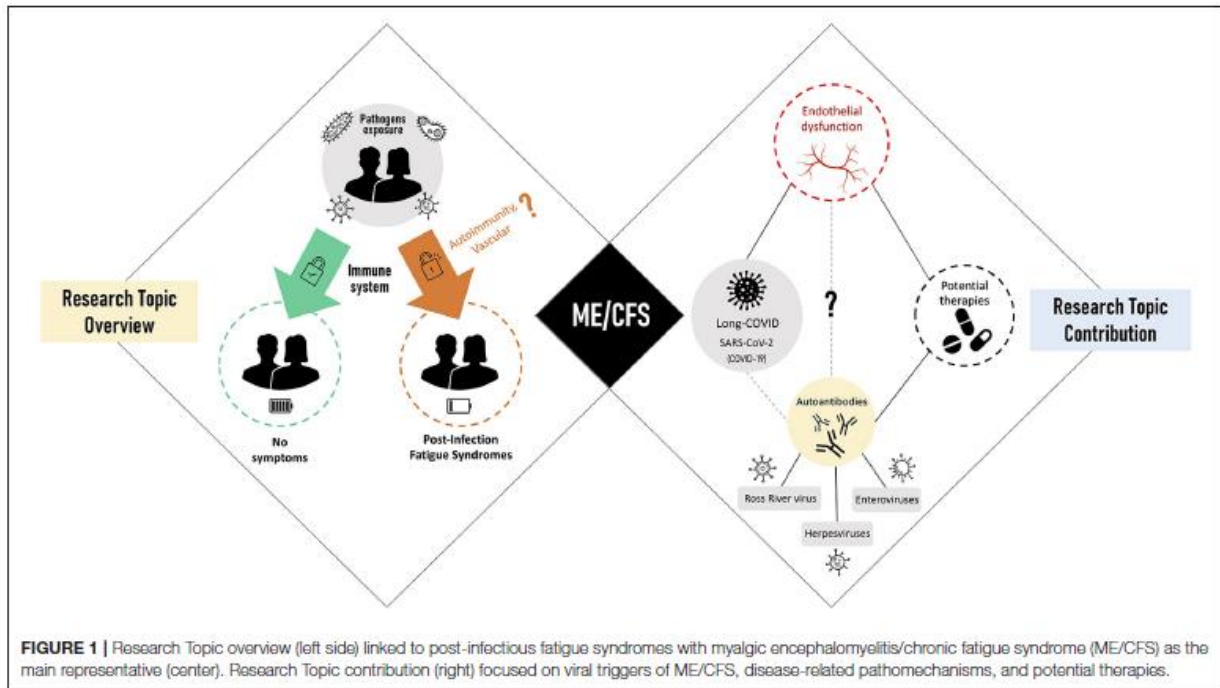 Pathogens
exposure
Autoimmunity,
Vascular
?
Immune
system
Research Topic
Overview
No
symptoms
Post-Infection
Fatigue Syndromes
ME/CFS
Endothelial
dysfunction
Long-COVID
SARS-CoV-2
(COVID-19)
?
Potential
therapies
Research Topic
Contribution
Autoantibodies
Ross River virus
Enteroviruses
Herpesviruses
FIGURE 1 | Research Topic overview (left side) linked to post-infectious fatigue syndromes with myalgic encephalomyelitis/chronic fatigue syndrome (ME/CFS) as the
main representative (center). Research Topic contribution (right) focused on viral triggers of ME/CFS, disease-related pathomechanisms, and potential therapies.